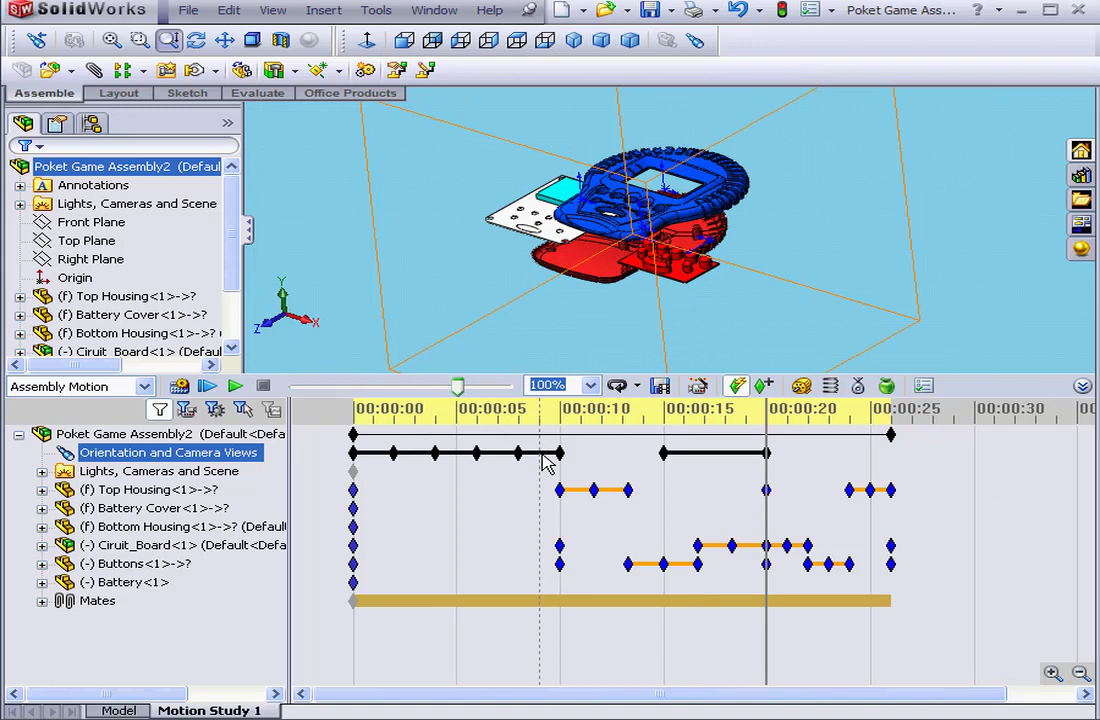 SolidWorks File Edit View Insert Tools Window Help Poket Game Ass...
Assemble Layout Sketch Evaluate Office Products
Poket Game Assembly2 (Defaul
Annotations
Lights, Cameras and Scene
Front Plane
Top Plane
Right Plane
Origin
(f) Top Housing<1>->?
(f) Battery Cover<1>->?
(f) Bottom Housing<1>->?
(-) Ciruit_Board<1> (Defaul
Y
Z X
Assembly Motion 100%
00:00:00 00:00:05 00:00:10 00:00:15 00:00:20 00:00:25 00:00:30 00
Poket Game Assembly2 (Default<Defa
Orientation and Camera Views
Lights, Cameras and Scene
(f) Top Housing<1>->?
(f) Battery Cover<1>->?
(f) Bottom Housing<1>->? (Defaul
(-) Ciruit_Board<1> (Default<Defa
(-) Buttons<1>->?
(-) Battery<1>
Mates
Model Motion Study 1